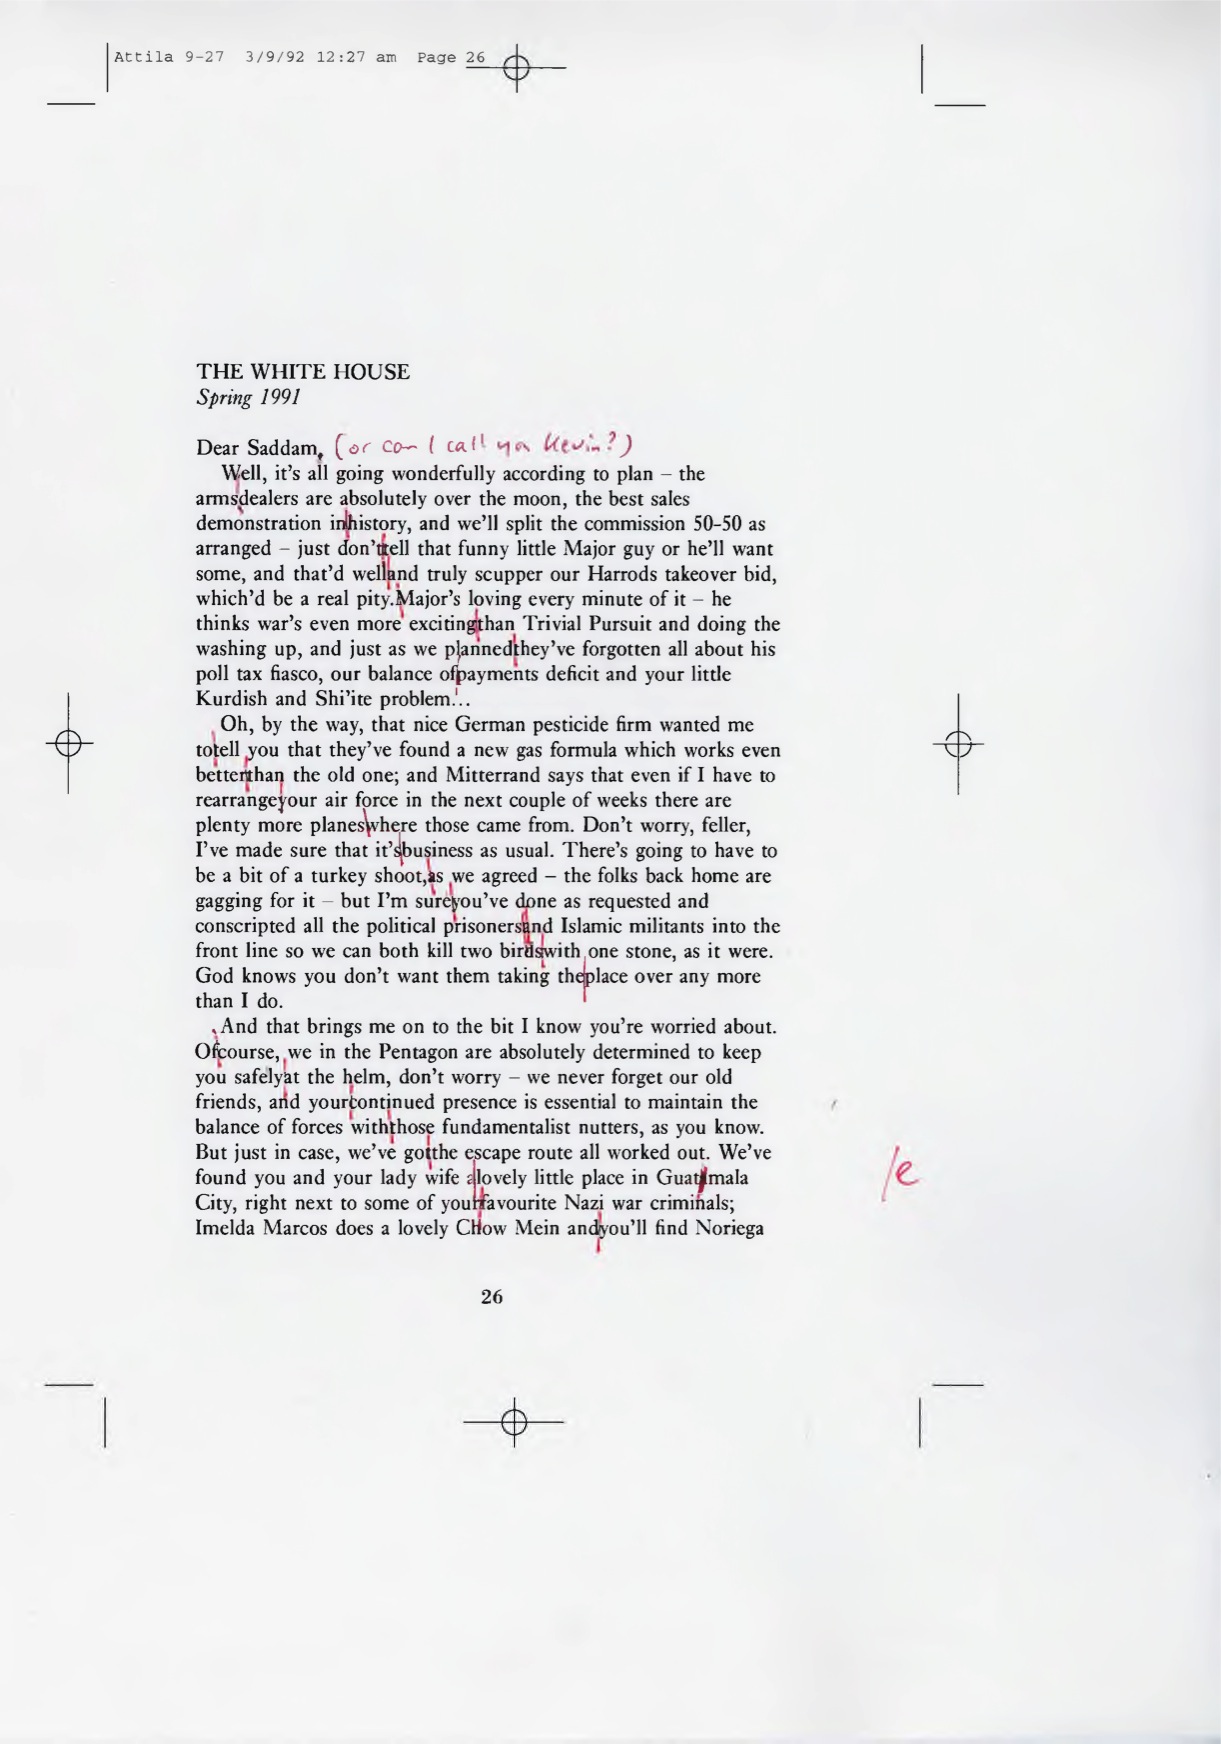 Attila 9-27 3/9/92 12:27 am Page 26
THE WHITE HOUSE
Spring 1991
Dear Saddam, (or can I call you Kevin?)
Well, it's all going wonderfully according to plan – the
armsdealers are absolutely over the moon, the best sales
demonstration inhistory, and we'll split the commission 50-50 as
arranged – just don'ttell that funny little Major guy or he'll want
some, and that'd welland truly scupper our Harrods takeover bid,
which'd be a real pity.Major's loving every minute of it – he
thinks war's even more excitingthan Trivial Pursuit and doing the
washing up, and just as we plannedthey've forgotten all about his
poll tax fiasco, our balance ofpayments deficit and your little
Kurdish and Shi'ite problem...
Oh, by the way, that nice German pesticide firm wanted me
totell you that they've found a new gas formula which works even
betterthan the old one; and Mitterrand says that even if I have to
rearrangeyour air force in the next couple of weeks there are
plenty more planeswhere those came from. Don't worry, feller,
I've made sure that it'sbusiness as usual. There's going to have to
be a bit of a turkey shoot,as we agreed – the folks back home are
gagging for it – but I'm sureyou've done as requested and
conscripted all the political prisonersand Islamic militants into the
front line so we can both kill two birdswith one stone, as it were.
God knows you don't want them taking theplace over any more
than I do.
And that brings me on to the bit I know you're worried about.
Ofcourse, we in the Pentagon are absolutely determined to keep
you safelyat the helm, don't worry – we never forget our old
friends, and yourcontinued presence is essential to maintain the
balance of forces withthose fundamentalist nutters, as you know.
But just in case, we've gotthe escape route all worked out. We've
found you and your lady wife alovely little place in Guatamala /e
City, right next to some of yourfavourite Nazi war criminals;
Imelda Marcos does a lovely Chow Mein andyou'll find Noriega
26